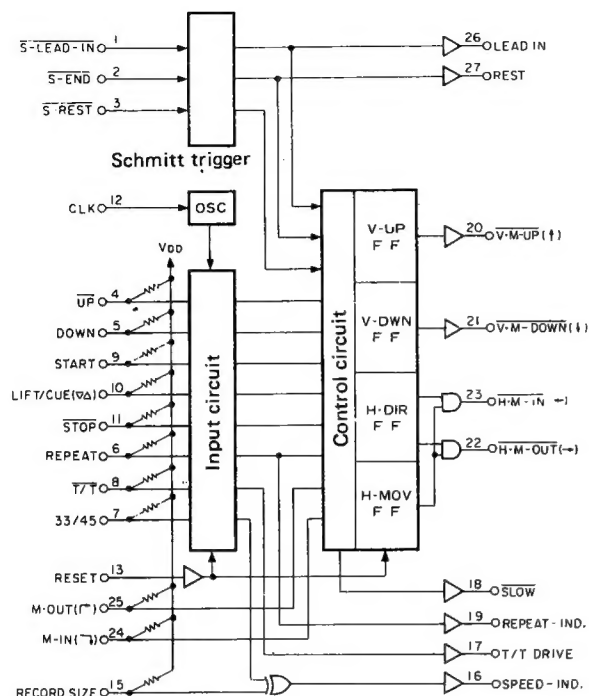 S-LEAD-IN 1
S-END 2
S-REST 3
Schmitt trigger
26 LEAD IN
27 REST
CLK 12
OSC
VDD
UP 4
DOWN 5
START 9
LIFT/CUE(▽△) 10
STOP 11
REPEAT 6
T/T 8
33/45 7
RESET 13
M-OUT(↱) 25
M-IN(↴) 24
RECORD SIZE 15
Input circuit
Control circuit
V-UP
F F
V-DWN
F F
H-DIR
F F
H-MOV
F F
20 V·M-UP(↑)
21 V·M-DOWN(↓)
23 H·M-IN ←)
22 H·M-OUT(→)
18 SLOW
19 REPEAT-IND.
17 T/T DRIVE
16 SPEED-IND.